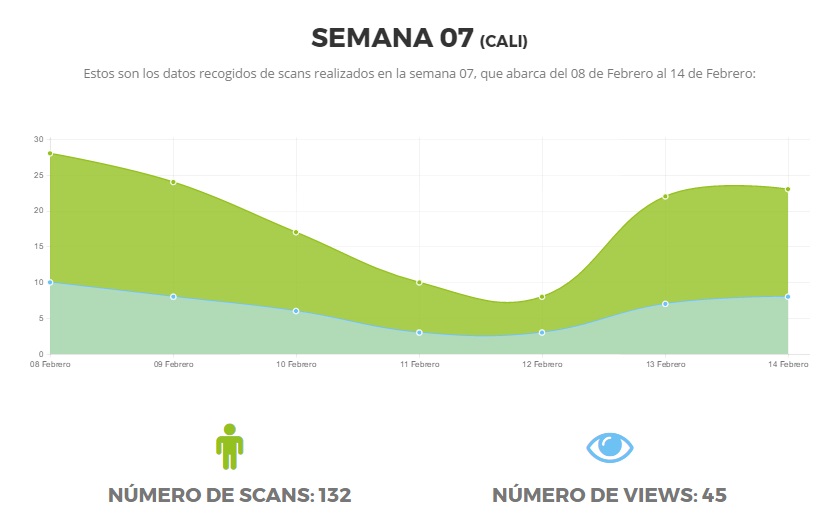 SEMANA 07 (CALI)
Estos son los datos recogidos de scans realizados en la semana 07, que abarca del 08 de Febrero al 14 de Febrero:
30
25
20
15
10
5
0
08 Febrero 09 Febrero 10 Febrero 11 Febrero 12 Febrero 13 Febrero 14 Febrero
NÚMERO DE SCANS: 132 NÚMERO DE VIEWS: 45